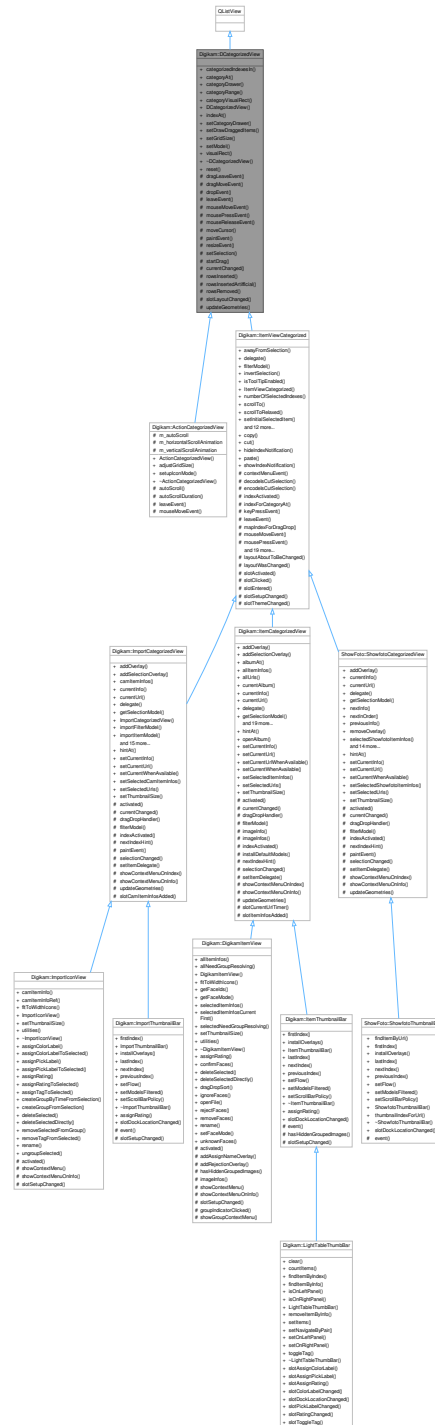 QListView
Digikam::DCategorizedView
+ categorizedIndexesIn()
+ categoryAt()
+ categoryDrawer()
+ categoryRange()
+ categoryVisualRect()
+ DCategorizedView()
+ indexAt()
+ setCategoryDrawer()
+ setDrawDraggedItems()
+ setGridSize()
+ setModel()
+ visualRect()
+ ~DCategorizedView()
+ reset()
# dragLeaveEvent()
# dragMoveEvent()
# dropEvent()
# leaveEvent()
# mouseMoveEvent()
# mousePressEvent()
# mouseReleaseEvent()
# moveCursor()
# paintEvent()
# resizeEvent()
# setSelection()
# startDrag()
# currentChanged()
# rowsInserted()
# rowsInsertedArtificial()
# rowsRemoved()
# slotLayoutChanged()
# updateGeometries()
Digikam::ItemViewCategorized
+ awayFromSelection()
+ delegate()
+ filterModel()
+ invertSelection()
+ isToolTipEnabled()
+ ItemViewCategorized()
+ numberOfSelectedIndexes()
+ scrollTo()
+ scrollToRelaxed()
+ setInitialSelectedItem()
and 12 more...
+ copy()
+ cut()
+ hideIndexNotification()
+ paste()
+ showIndexNotification()
# contextMenuEvent()
# decodeIsCutSelection()
# encodeIsCutSelection()
# indexActivated()
# indexForCategoryAt()
# keyPressEvent()
# leaveEvent()
# mapIndexForDragDrop()
# mouseMoveEvent()
# mousePressEvent()
and 19 more...
# layoutAboutToBeChanged()
# layoutWasChanged()
# slotActivated()
# slotClicked()
# slotEntered()
# slotSetupChanged()
# slotThemeChanged()
Digikam::ActionCategorizedView
# m_autoScroll
# m_horizontalScrollAnimation
# m_verticalScrollAnimation
+ ActionCategorizedView()
+ adjustGridSize()
+ setupIconMode()
+ ~ActionCategorizedView()
# autoScroll()
# autoScrollDuration()
# leaveEvent()
# mouseMoveEvent()
Digikam::ImportCategorizedView
+ addOverlay()
+ addSelectionOverlay()
+ camItemInfos()
+ currentInfo()
+ currentUrl()
+ delegate()
+ getSelectionModel()
+ ImportCategorizedView()
+ importFilterModel()
+ importItemModel()
and 15 more...
+ hintAt()
+ setCurrentInfo()
+ setCurrentUrl()
+ setCurrentWhenAvailable()
+ setSelectedCamItemInfos()
+ setSelectedUrls()
+ setThumbnailSize()
# activated()
# currentChanged()
# dragDropHandler()
# filterModel()
# indexActivated()
# nextIndexHint()
# paintEvent()
# selectionChanged()
# setItemDelegate()
# showContextMenuOnIndex()
# showContextMenuOnInfo()
# updateGeometries()
# slotCamItemInfosAdded()
Digikam::ItemCategorizedView
+ addOverlay()
+ addSelectionOverlay()
+ albumAt()
+ allItemInfos()
+ allUrls()
+ currentAlbum()
+ currentInfo()
+ currentUrl()
+ delegate()
+ getSelectionModel()
and 19 more...
+ hintAt()
+ openAlbum()
+ setCurrentInfo()
+ setCurrentUrl()
+ setCurrentUrlWhenAvailable()
+ setCurrentWhenAvailable()
+ setSelectedItemInfos()
+ setSelectedUrls()
+ setThumbnailSize()
# activated()
# currentChanged()
# dragDropHandler()
# filterModel()
# imageInfo()
# imageInfos()
# indexActivated()
# installDefaultModels()
# nextIndexHint()
# selectionChanged()
# setItemDelegate()
# showContextMenuOnIndex()
# showContextMenuOnInfo()
# updateGeometries()
# slotCurrentUrlTimer()
# slotItemInfosAdded()
ShowFoto::ShowfotoCategorizedView
+ addOverlay()
+ currentInfo()
+ currentUrl()
+ delegate()
+ getSelectionModel()
+ nextInfo()
+ nextInOrder()
+ previousInfo()
+ removeOverlay()
+ selectedShowfotoItemInfos()
and 14 more...
+ hintAt()
+ setCurrentInfo()
+ setCurrentUrl()
+ setCurrentWhenAvailable()
+ setSelectedShowfotoItemInfos()
+ setSelectedUrls()
+ setThumbnailSize()
# activated()
# currentChanged()
# dragDropHandler()
# filterModel()
# indexActivated()
# nextIndexHint()
# paintEvent()
# selectionChanged()
# setItemDelegate()
# showContextMenuOnIndex()
# showContextMenuOnInfo()
# updateGeometries()
Digikam::ImportIconView
+ camItemInfo()
+ camItemInfoRef()
+ fitToWidthIcons()
+ ImportIconView()
+ setThumbnailSize()
+ utilities()
+ ~ImportIconView()
+ assignColorLabel()
+ assignColorLabelToSelected()
+ assignPickLabel()
+ assignPickLabelToSelected()
+ assignRating()
+ assignRatingToSelected()
+ assignTagToSelected()
+ createGroupByTimeFromSelection()
+ createGroupFromSelection()
+ deleteSelected()
+ deleteSelectedDirectly()
+ removeSelectedFromGroup()
+ removeTagFromSelected()
+ rename()
+ ungroupSelected()
# activated()
# showContextMenu()
# showContextMenuOnInfo()
# slotSetupChanged()
Digikam::ImportThumbnailBar
+ firstIndex()
+ ImportThumbnailBar()
+ installOverlays()
+ lastIndex()
+ nextIndex()
+ previousIndex()
+ setFlow()
+ setModelsFiltered()
+ setScrollBarPolicy()
+ ~ImportThumbnailBar()
+ assignRating()
+ slotDockLocationChanged()
# event()
# slotSetupChanged()
Digikam::DigikamItemView
+ allItemInfos()
+ allNeedGroupResolving()
+ DigikamItemView()
+ fitToWidthIcons()
+ getFaceIds()
+ getFaceMode()
+ selectedItemInfos()
+ selectedItemInfosCurrent
First()
+ selectedNeedGroupResolving()
+ setThumbnailSize()
+ utilities()
+ ~DigikamItemView()
+ assignRating()
+ confirmFaces()
+ deleteSelected()
+ deleteSelectedDirectly()
+ dragDropSort()
+ ignoreFaces()
+ openFile()
+ rejectFaces()
+ removeFaces()
+ rename()
+ setFaceMode()
+ unknownFaces()
# activated()
# addAssignNameOverlay()
# addRejectionOverlay()
# hasHiddenGroupedImages()
# imageInfos()
# showContextMenu()
# showContextMenuOnInfo()
# slotSetupChanged()
# groupIndicatorClicked()
# showGroupContextMenu()
Digikam::ItemThumbnailBar
+ firstIndex()
+ installOverlays()
+ ItemThumbnailBar()
+ lastIndex()
+ nextIndex()
+ previousIndex()
+ setFlow()
+ setModelsFiltered()
+ setScrollBarPolicy()
+ ~ItemThumbnailBar()
+ assignRating()
+ slotDockLocationChanged()
# event()
# hasHiddenGroupedImages()
# slotSetupChanged()
ShowFoto::ShowfotoThumbnail
+ findItemByUrl()
+ firstIndex()
+ installOverlays()
+ lastIndex()
+ nextIndex()
+ previousIndex()
+ setFlow()
+ setModelsFiltered()
+ setScrollBarPolicy()
+ ShowfotoThumbnailBar()
+ thumbnailIndexForUrl()
+ ~ShowfotoThumbnailBar()
+ slotDockLocationChanged()
# event()
Digikam::LightTableThumbBar
+ clear()
+ countItems()
+ findItemByIndex()
+ findItemByInfo()
+ isOnLeftPanel()
+ isOnRightPanel()
+ LightTableThumbBar()
+ removeItemByInfo()
+ setItems()
+ setNavigateByPair()
+ setOnLeftPanel()
+ setOnRightPanel()
+ toggleTag()
+ ~LightTableThumbBar()
+ slotAssignColorLabel()
+ slotAssignPickLabel()
+ slotAssignRating()
+ slotColorLabelChanged()
+ slotDockLocationChanged()
+ slotPickLabelChanged()
+ slotRatingChanged()
+ slotToggleTag()